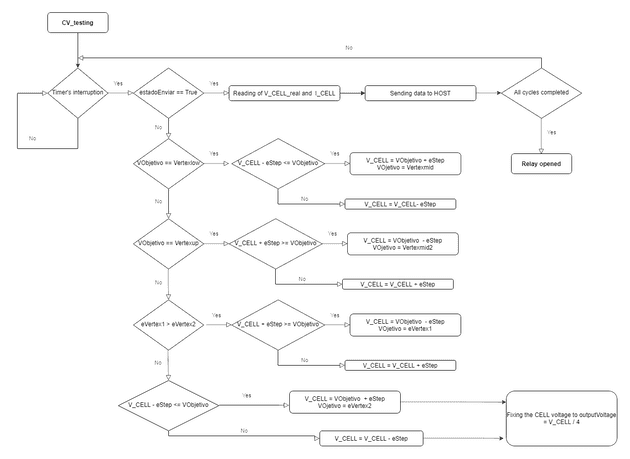 CV_testing
No
Timer's interruption
Yes
estadoEnviar == True
Yes
Reading of V_CELL_real and I_CELL
Sending data to HOST
All cycles completed
No
No
Yes
Relay opened
VObjetivo == Vertexlow
Yes
V_CELL - eStep <= VObjetivo
Yes
V_CELL = VObjetivo + eStep
VOjetivo = Vertexmid
No
V_CELL = V_CELL- eStep
No
VObjetivo == Vertexup
Yes
V_CELL + eStep >= VObjetivo
Yes
V_CELL = VObjetivo - eStep
VOjetivo = Vertexmid2
No
V_CELL = V_CELL + eStep
No
eVertex1 > eVertex2
Yes
V_CELL + eStep >= VObjetivo
Yes
V_CELL = VObjetivo - eStep
VOjetivo = eVertex1
No
V_CELL = V_CELL + eStep
No
V_CELL - eStep <= VObjetivo
Yes
V_CELL = VObjetivo + eStep
VOjetivo = eVertex2
No
V_CELL = V_CELL - eStep
Fixing the CELL voltage to outputVoltage
= V_CELL / 4